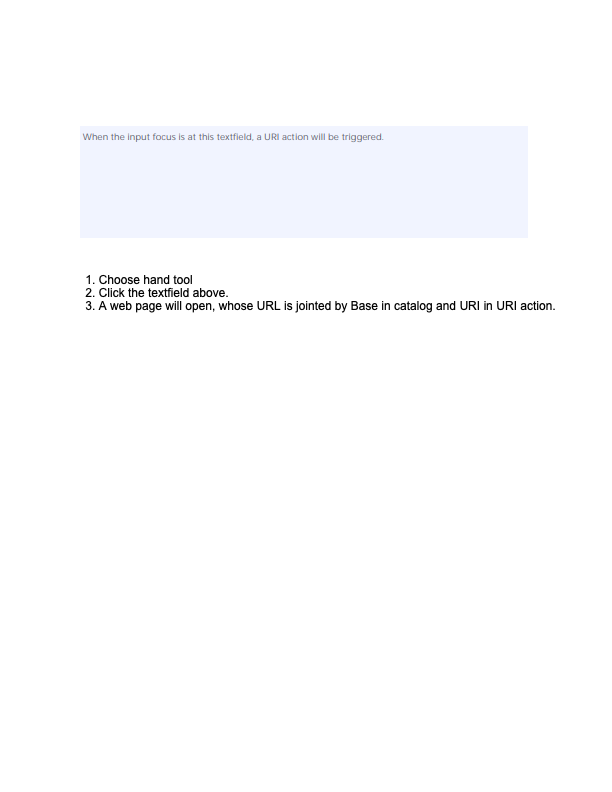 When the input focus is at this textfield, a URI action will be triggered.
1. Choose hand tool
2. Click the textfield above.
3. A web page will open, whose URL is jointed by Base in catalog and URI in URI action.